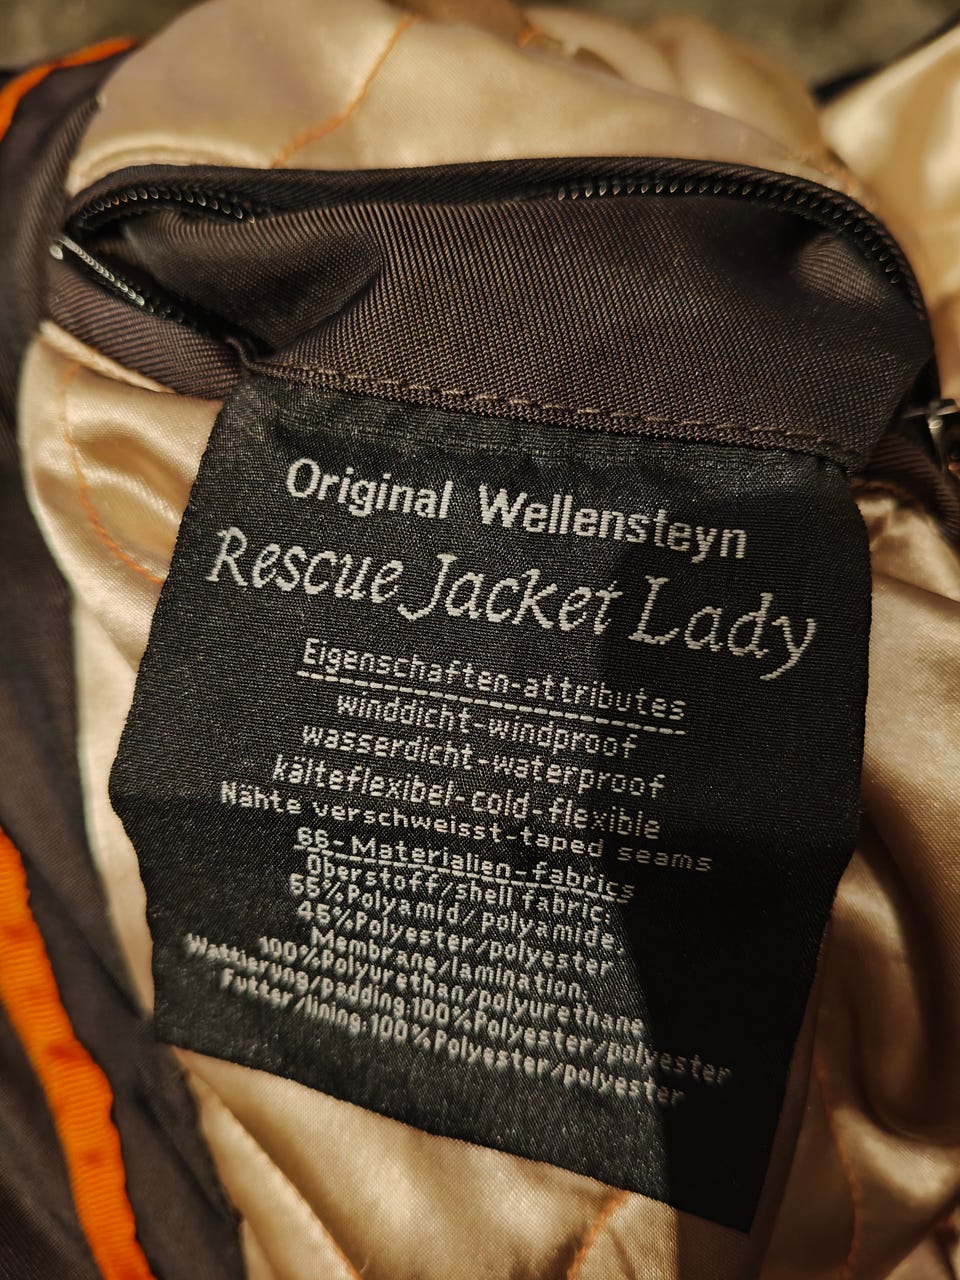 Original Wellensteyn
Rescue Jacket Lady
Eigenschaften-attributes
winddicht-windproof
wasserdicht-waterproof
kälteflexibel-cold-flexible
Nähte verschweisst-taped seams
66-Materialien-fabrics
Oberstoff/shell fabric:
55%Polyamid/polyamide,
45%Polyester/polyester
Membrane/lamination,
100%Polyurethan/polyurethane
Wattierung/padding:100%Polyester/polyester
Futter/lining:100%Polyester/polyester